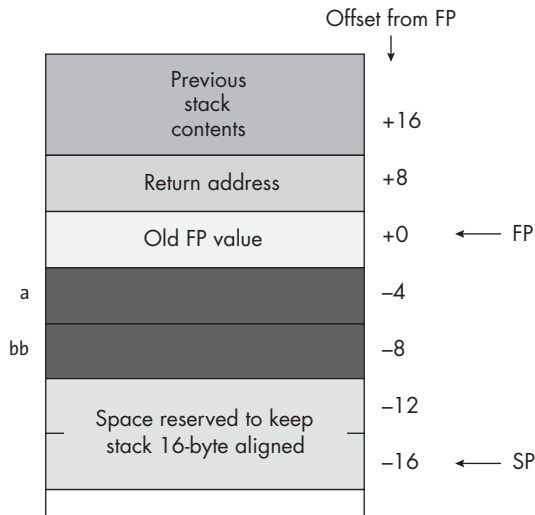 Offset from FP
Previous
stack
contents
+16
Return address
+8
Old FP value
+0
FP
a
–4
bb
–8
Space reserved to keep
stack 16-byte aligned
–12
–16
SP